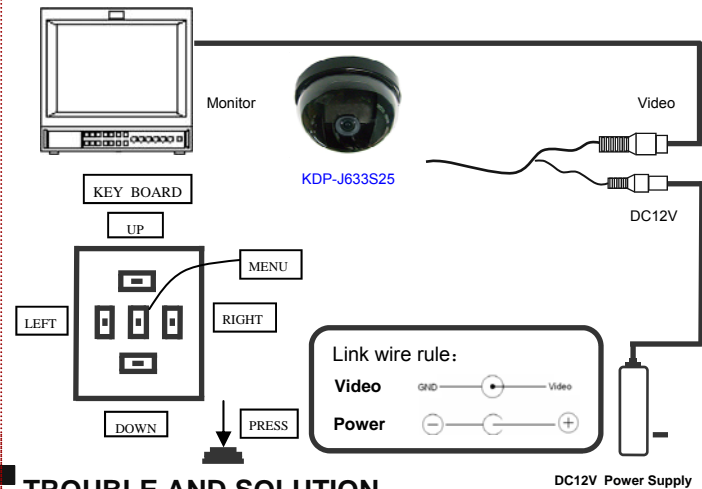 Monitor
Video
KDP-J633S25
KEY BOARD
DC12V
UP
MENU
LEFT
RIGHT
Link wire rule：
Video
GND
Video
Power
DOWN
PRESS
DC12V Power Supply
TROUBLE AND SOLUTION